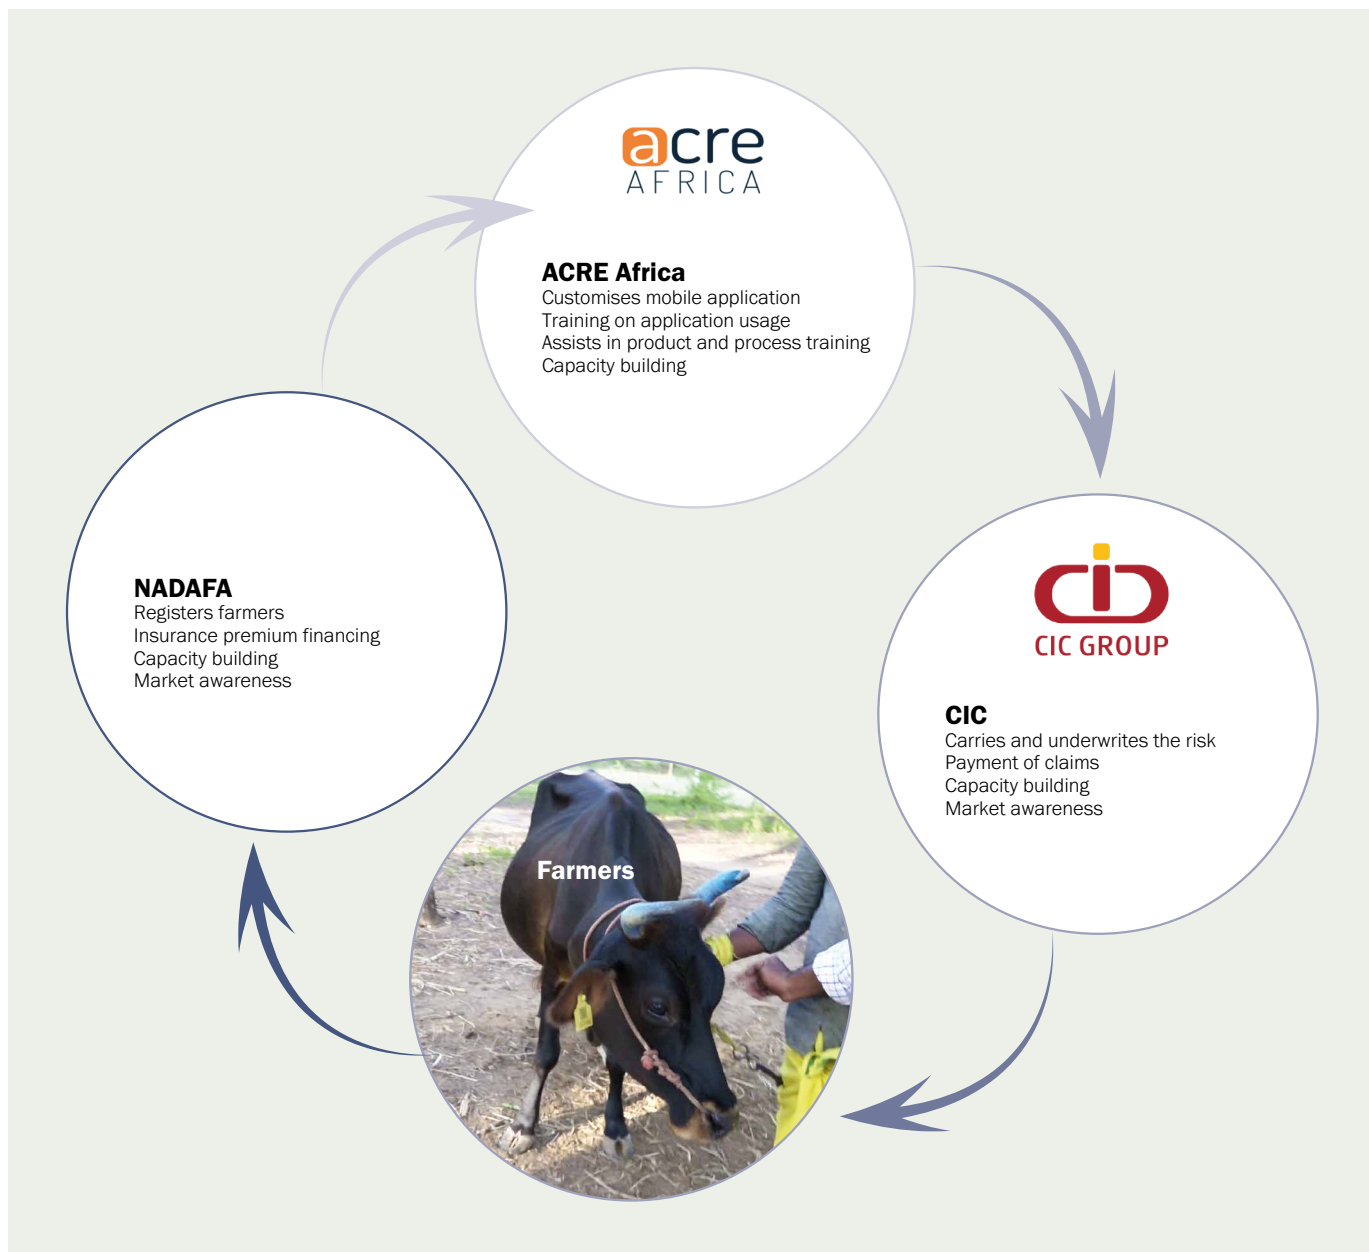 acre
AFRICA
ACRE Africa
Customises mobile application
Training on application usage
Assists in product and process training
Capacity building
NADAFA
Registers farmers
Insurance premium financing
Capacity building
Market awareness
CIC GROUP
CIC
Carries and underwrites the risk
Payment of claims
Capacity building
Market awareness
Farmers